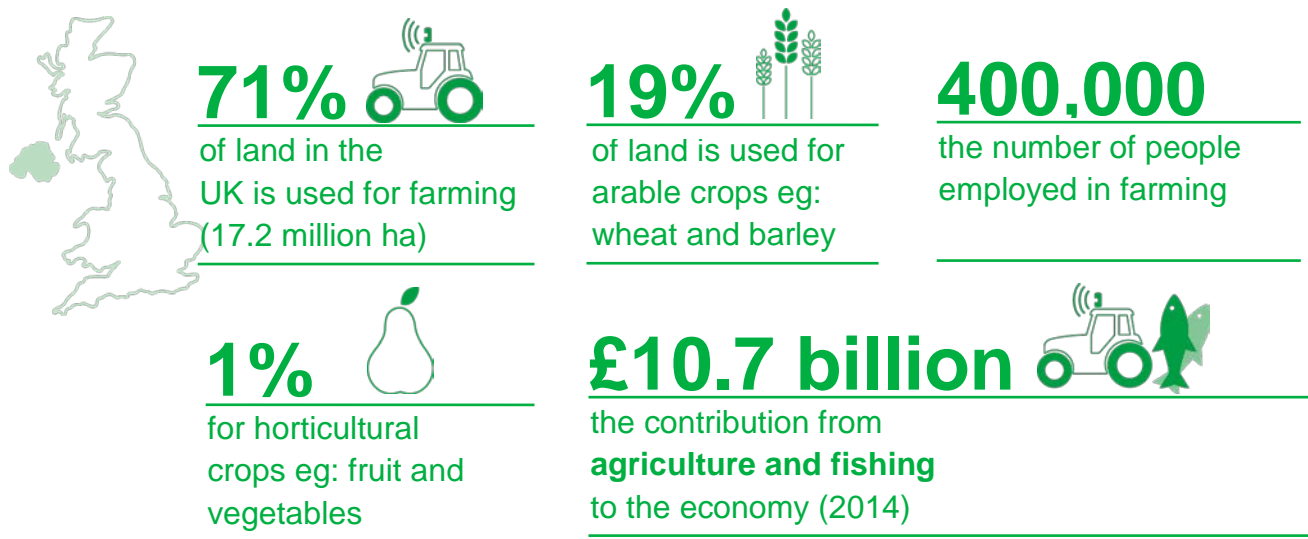 71%
of land in the
UK is used for farming
(17.2 million ha)
19%
of land is used for
arable crops eg:
wheat and barley
400,000
the number of people
employed in farming
1%
for horticultural
crops eg: fruit and
vegetables
£10.7 billion
the contribution from
agriculture and fishing
to the economy (2014)